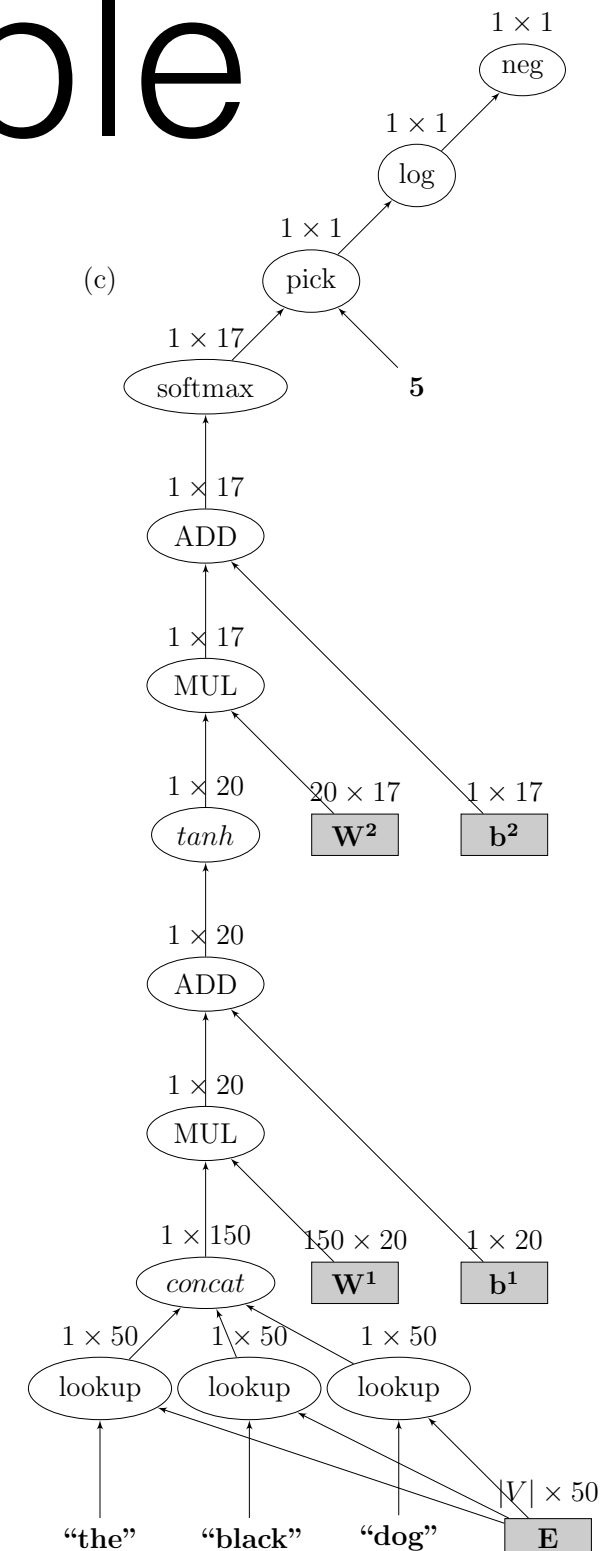 ble
1 × 1
neg
1 × 1
log
1 × 1
(c)
pick
1 × 17
softmax
5
1 × 17
ADD
1 × 17
MUL
1 × 20
20 × 17
1 × 17
tanh
W²
b²
1 × 20
ADD
1 × 20
MUL
1 × 150
150 × 20
1 × 20
concat
W¹
b¹
1 × 50
1 × 50
1 × 50
lookup
lookup
lookup
|V| × 50
“the”
“black”
“dog”
E